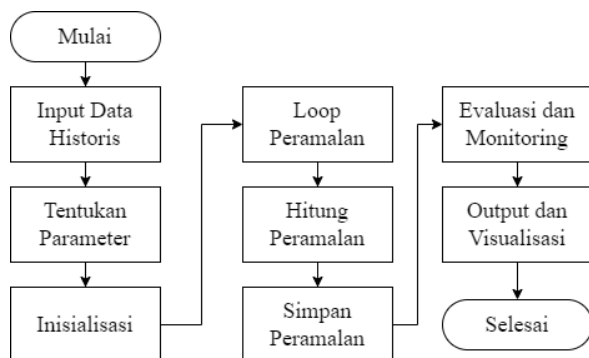 Mulai
Input Data
Historis
Tentukan
Parameter
Inisialisasi
Loop
Peramalan
Hitung
Peramalan
Simpan
Peramalan
Evaluasi dan
Monitoring
Output dan
Visualisasi
Selesai